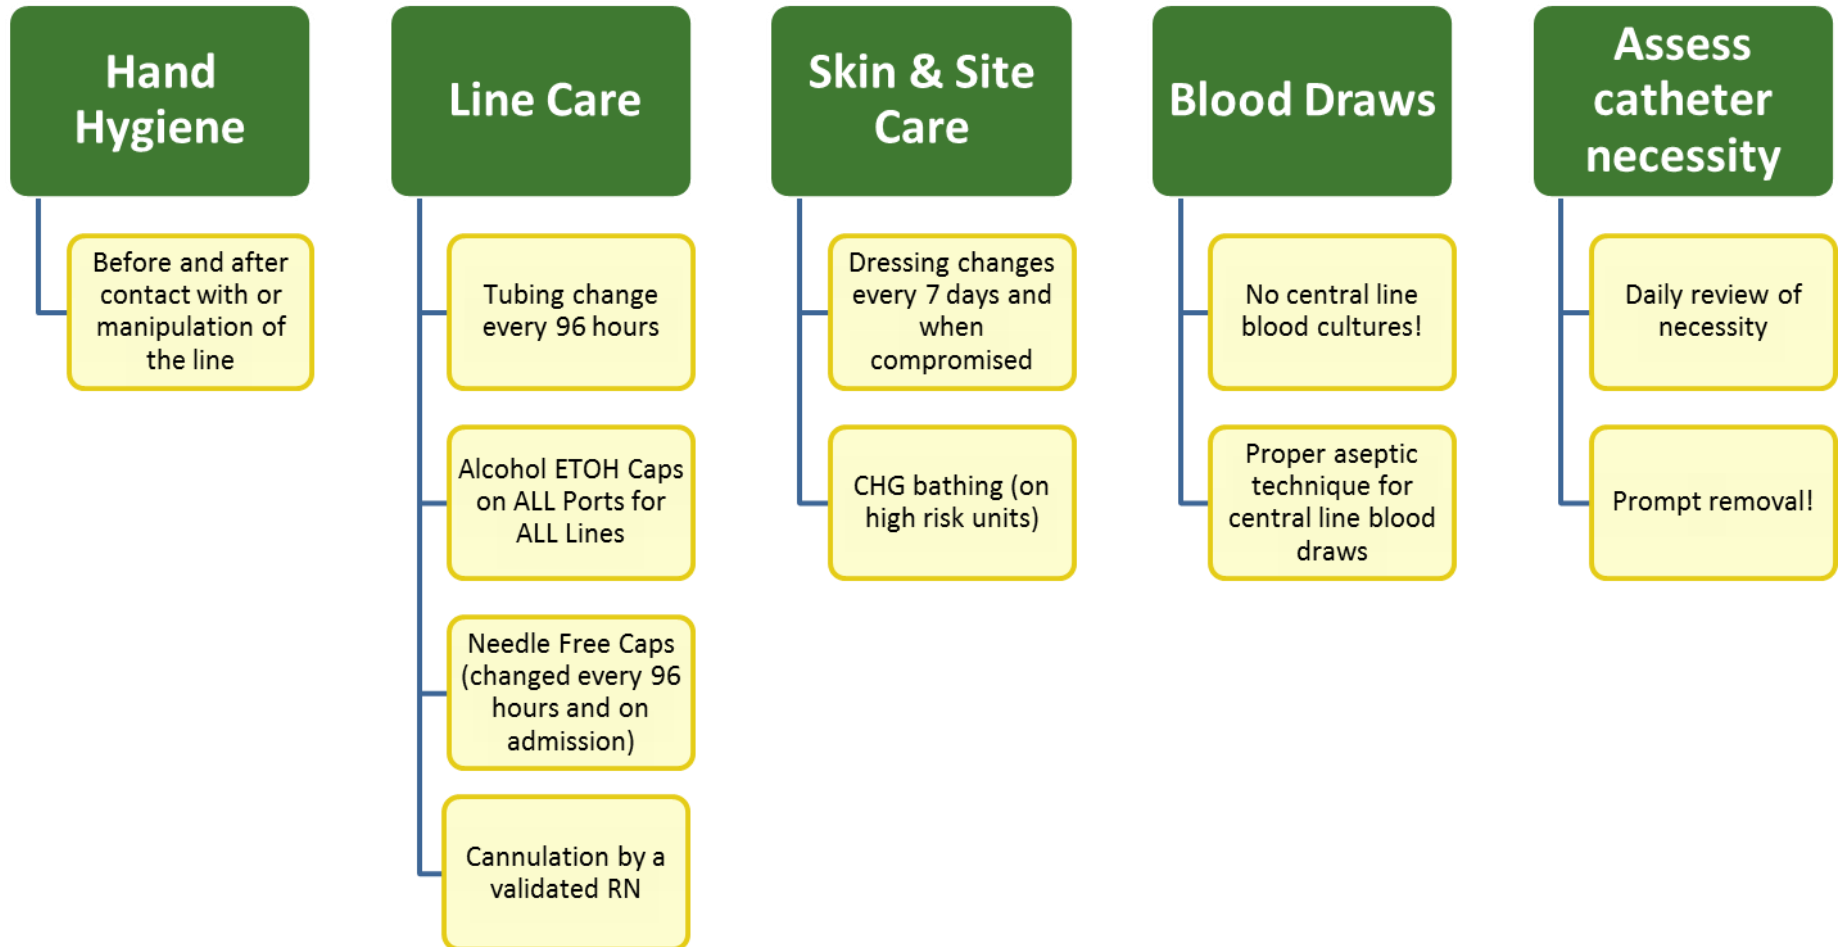 Hand
Hygiene
Before and after
contact with or
manipulation of
the line
Line Care
Tubing change
every 96 hours
Alcohol ETOH Caps
on ALL Ports for
ALL Lines
Needle Free Caps
(changed every 96
hours and on
admission)
Cannulation by a
validated RN
Skin & Site
Care
Dressing changes
every 7 days and
when
compromised
CHG bathing (on
high risk units)
Blood Draws
No central line
blood cultures!
Proper aseptic
technique for
central line blood
draws
Assess
catheter
necessity
Daily review of
necessity
Prompt removal!